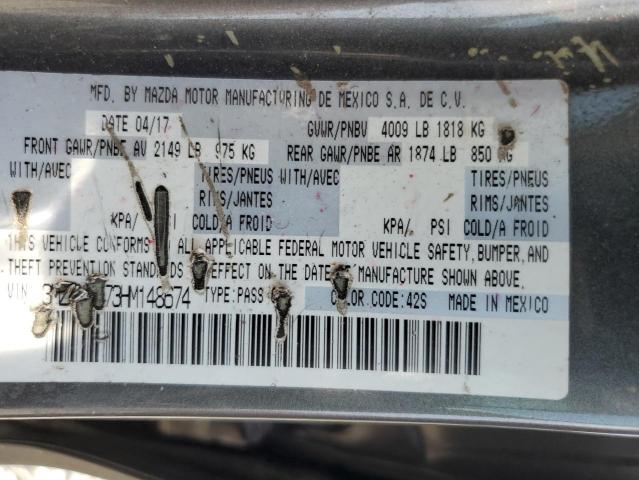 MFD. BY MAZDA MOTOR MANUFACTURING DE MEXICO S.A. DE C.V.
DATE 04/17 GVWR/PNBV 4009 LB 1818 KG
FRONT GAWR/PNBE AV 2149 LB 975 KG REAR GAWR/PNBE AR 1874 LB 850 KG
WITH/AVEC TIRES/PNEUS WITH/AVEC TIRES/PNEUS
RIMS/JANTES RIMS/JANTES
KPA/ PSI COLD/A FROID KPA/ PSI COLD/A FROID
THIS VEHICLE CONFORMS ALL APPLICABLE FEDERAL MOTOR VEHICLE SAFETY, BUMPER, AND
THEFT PREVENTION STANDARDS EFFECT ON THE DATE MANUFACTURE SHOWN ABOVE.
VIN 73HM148574 TYPE:PASS COLOR.CODE:42S MADE IN MEXICO